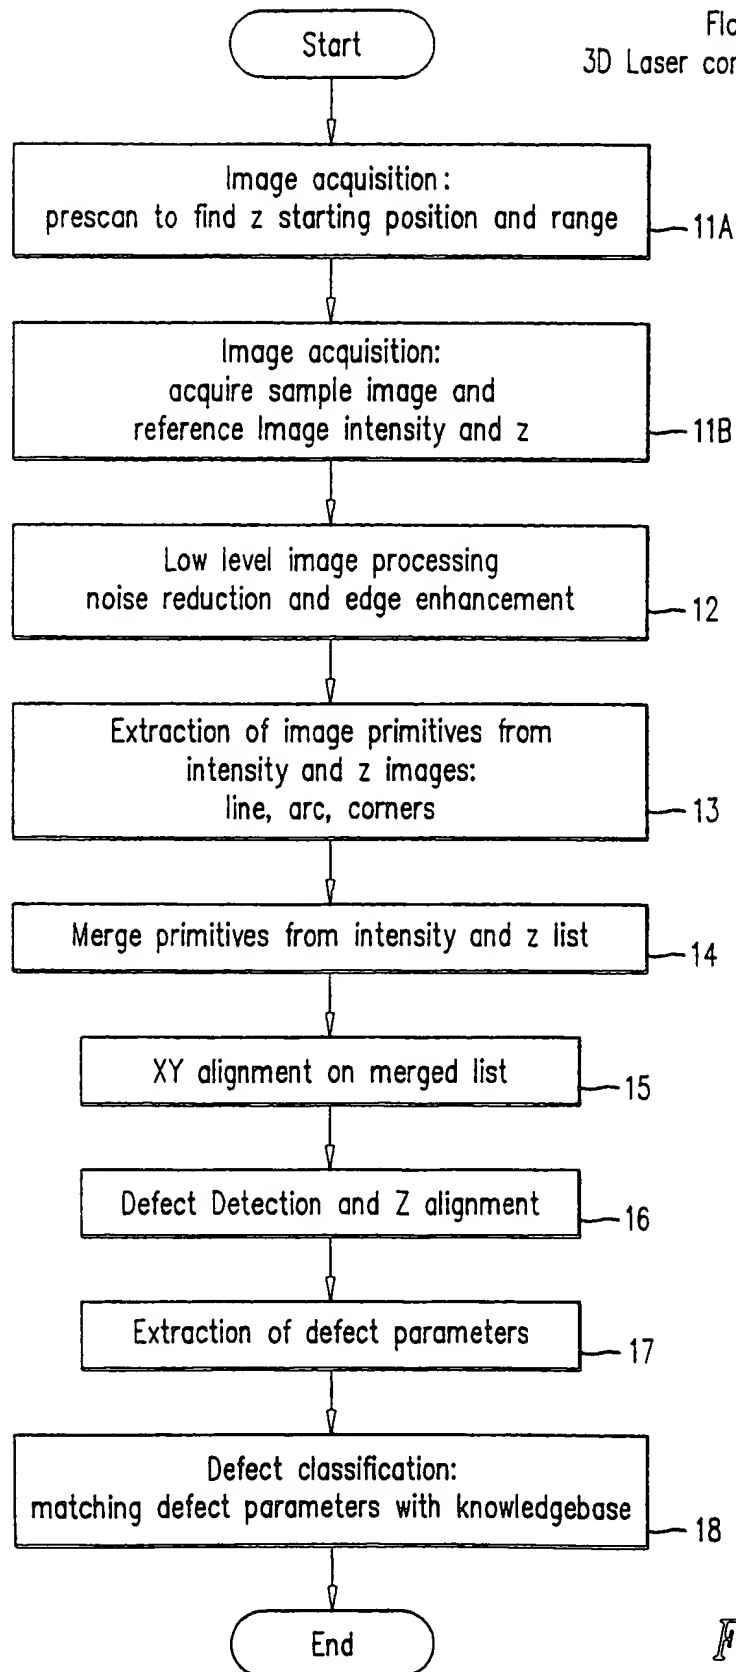 Start
3D Laser
Image acquisition:
prescan to find z starting position and range
11A
Image acquisition:
acquire sample image and
reference Image intensity and z
11B
Low level image processing
noise reduction and edge enhancement
12
Extraction of image primitives from
intensity and z images:
line, arc, corners
13
Merge primitives from intensity and z list
14
XY alignment on merged list
15
Defect Detection and Z alignment
16
Extraction of defect parameters
17
Defect classification:
matching defect parameters with knowledgebase
18
End